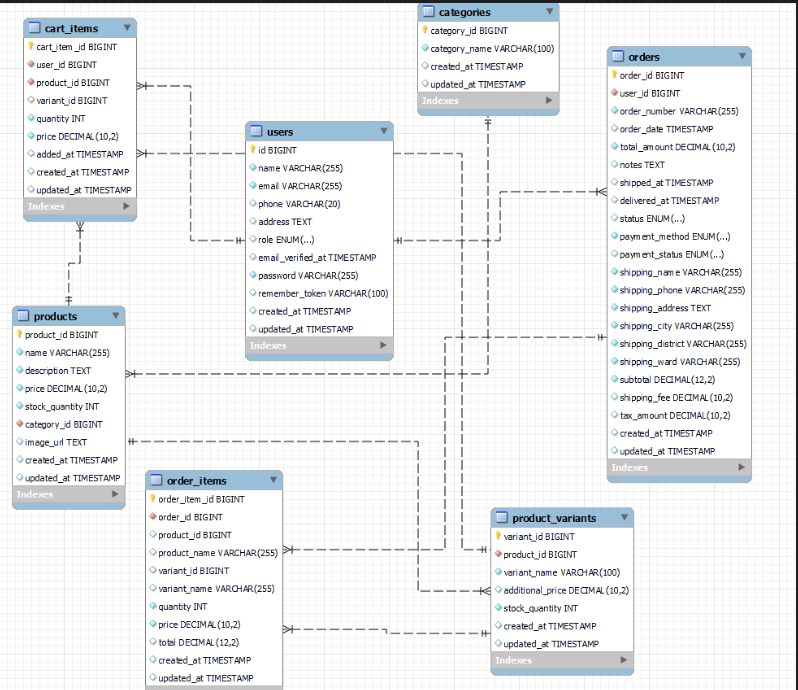 cart_items
cart_item_id BIGINT
user_id BIGINT
product_id BIGINT
variant_id BIGINT
quantity INT
price DECIMAL(10,2)
added_at TIMESTAMP
created_at TIMESTAMP
updated_at TIMESTAMP
Indexes
categories
category_id BIGINT
category_name VARCHAR(100)
created_at TIMESTAMP
updated_at TIMESTAMP
Indexes
orders
order_id BIGINT
user_id BIGINT
order_number VARCHAR(255)
order_date TIMESTAMP
total_amount DECIMAL(10,2)
notes TEXT
shipped_at TIMESTAMP
delivered_at TIMESTAMP
status ENUM(...)
payment_method ENUM(...)
payment_status ENUM(...)
shipping_name VARCHAR(255)
shipping_phone VARCHAR(255)
shipping_address TEXT
shipping_city VARCHAR(255)
shipping_district VARCHAR(255)
shipping_ward VARCHAR(255)
subtotal DECIMAL(12,2)
shipping_fee DECIMAL(10,2)
tax_amount DECIMAL(10,2)
created_at TIMESTAMP
updated_at TIMESTAMP
Indexes
users
id BIGINT
name VARCHAR(255)
email VARCHAR(255)
phone VARCHAR(20)
address TEXT
role ENUM(...)
email_verified_at TIMESTAMP
password VARCHAR(255)
remember_token VARCHAR(100)
created_at TIMESTAMP
updated_at TIMESTAMP
Indexes
products
product_id BIGINT
name VARCHAR(255)
description TEXT
price DECIMAL(10,2)
stock_quantity INT
category_id BIGINT
image_url TEXT
created_at TIMESTAMP
updated_at TIMESTAMP
Indexes
order_items
order_item_id BIGINT
order_id BIGINT
product_id BIGINT
product_name VARCHAR(255)
variant_id BIGINT
variant_name VARCHAR(255)
quantity INT
price DECIMAL(10,2)
total DECIMAL(12,2)
created_at TIMESTAMP
updated_at TIMESTAMP
product_variants
variant_id BIGINT
product_id BIGINT
variant_name VARCHAR(100)
additional_price DECIMAL(10,2)
stock_quantity INT
created_at TIMESTAMP
updated_at TIMESTAMP
Indexes